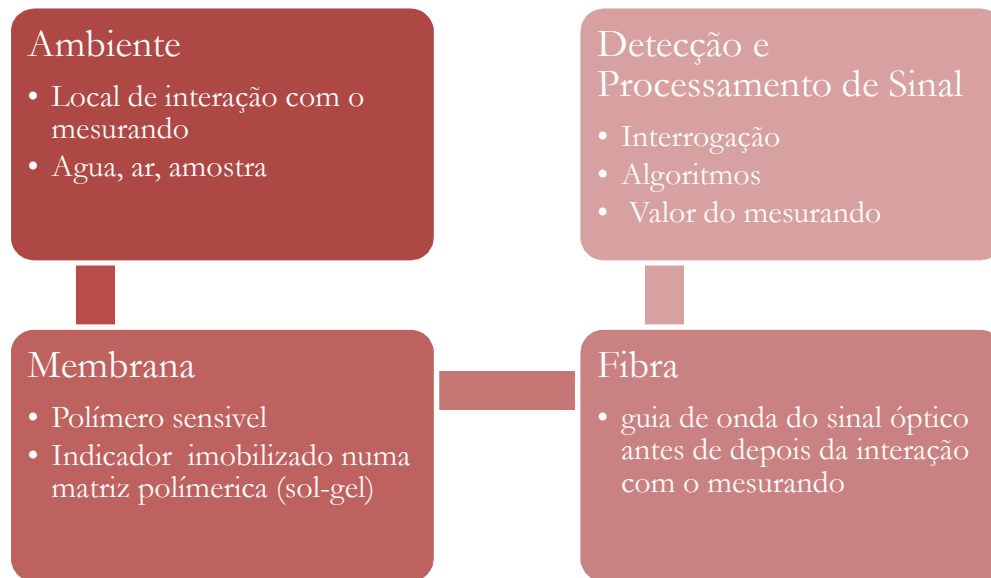 Ambiente
• Local de interação com o
mesurando
• Agua, ar, amostra
Membrana
• Polímero sensivel
• Indicador imobilizado numa
matriz polímerica (sol-gel)
Fibra
• guia de onda do sinal óptico
antes de depois da interação
com o mesurando
Detecção e
Processamento de Sinal
• Interrogação
• Algoritmos
• Valor do mesurando